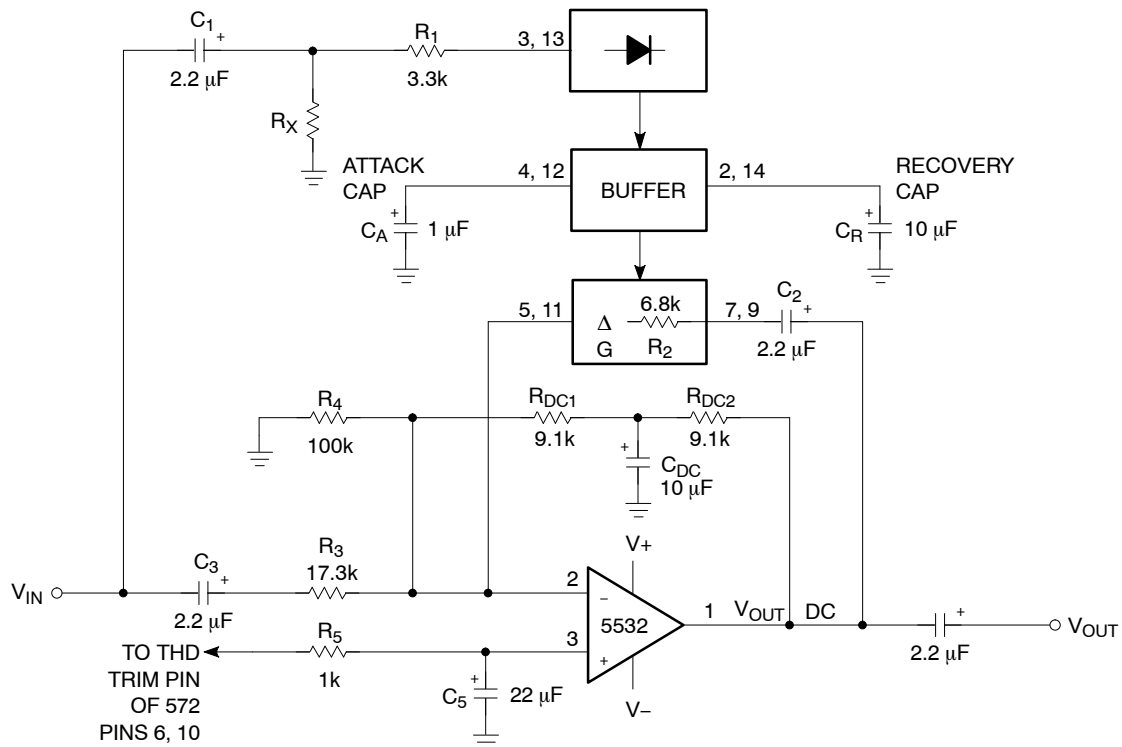 C1
+
2.2 μF
R1
3.3k
3, 13
RX
ATTACK
CAP
4, 12
BUFFER
2, 14
RECOVERY
CAP
+
CA
1 μF
+
CR
10 μF
5, 11
Δ
G
6.8k
R2
7, 9
C2
+
2.2 μF
R4
100k
RDC1
9.1k
RDC2
9.1k
+
CDC
10 μF
VIN
C3
+
2.2 μF
R3
17.3k
V+
2
−
5532
3
+
V−
1
VOUT DC
+
2.2 μF
VOUT
TO THD
TRIM PIN
OF 572
PINS 6, 10
R5
1k
+
C5
22 μF